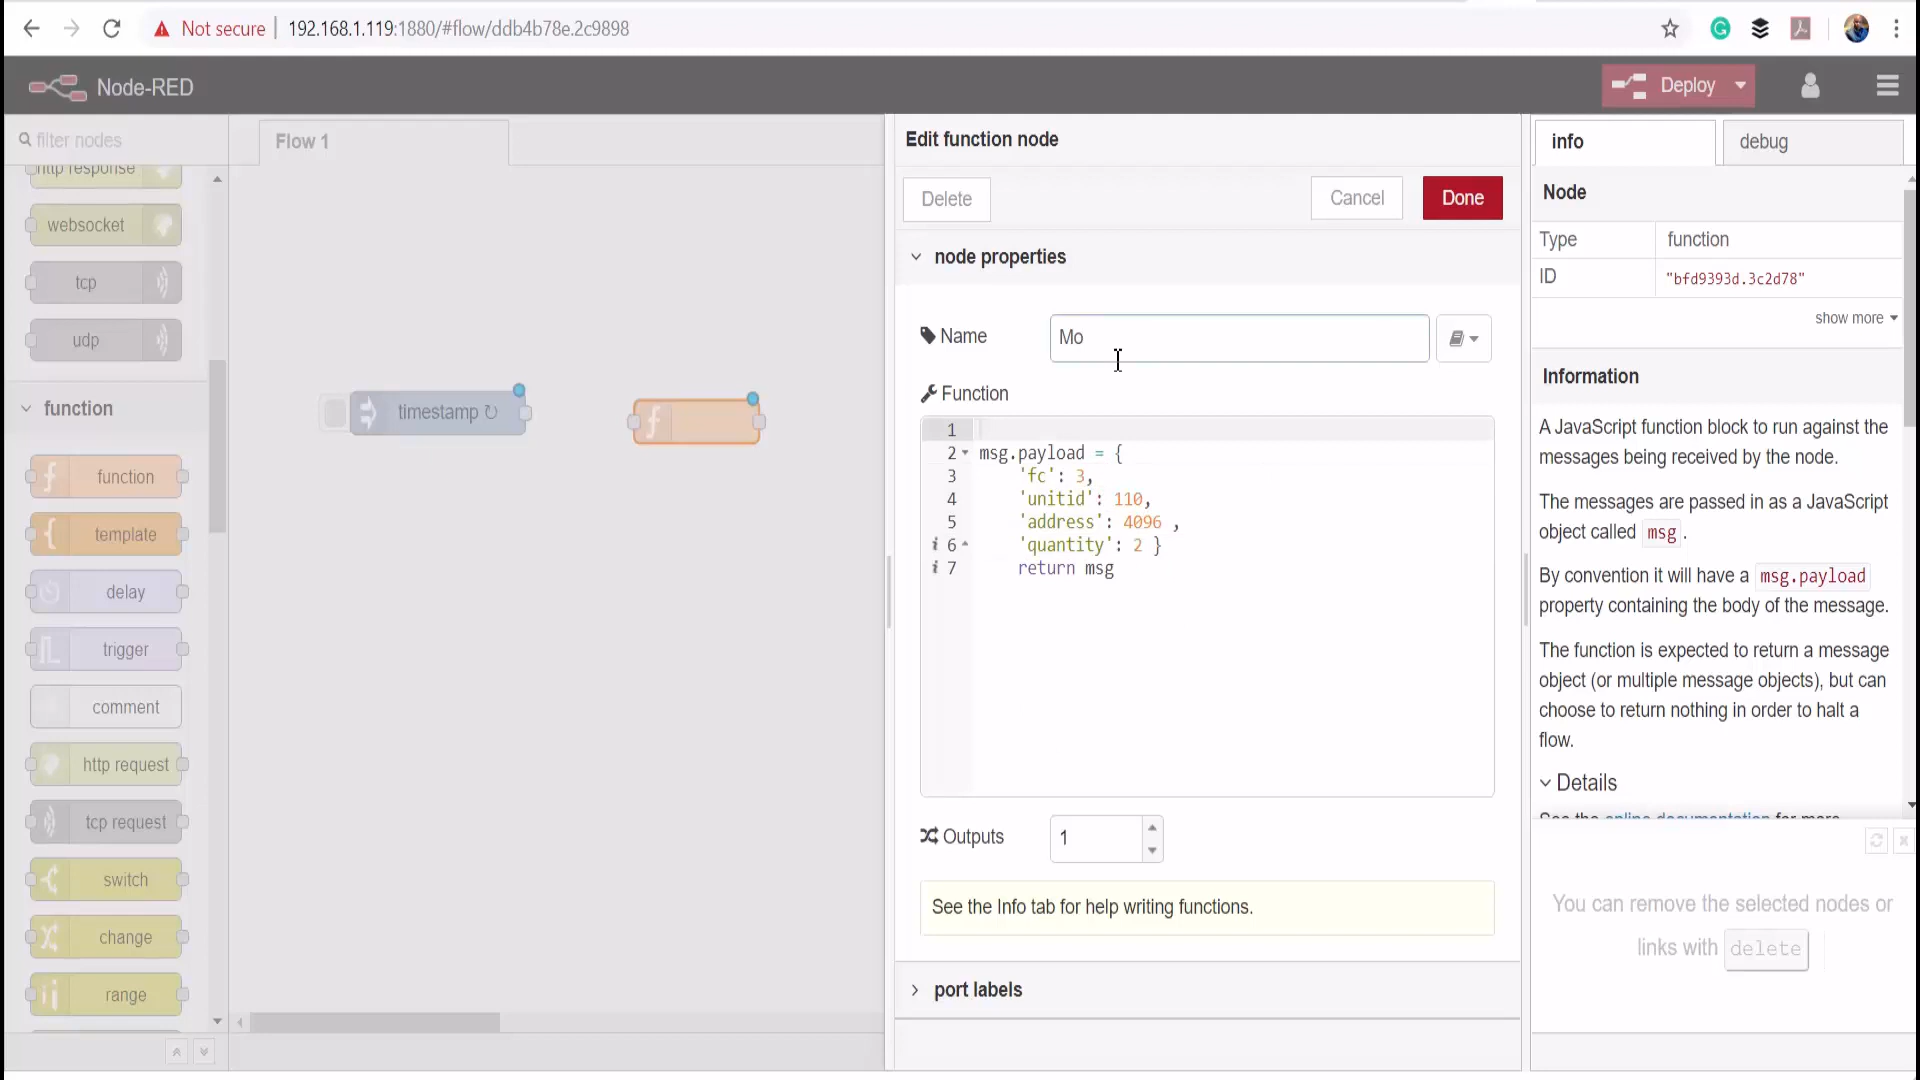 Not secure | 192.168.1.119:1880/#flow/ddb4b78e.2c9898
Node-RED
Deploy
filter nodes
http response
websocket
tcp
udp
function
function
template
delay
trigger
comment
http request
tcp request
switch
change
range
Flow 1
timestamp ↻
Edit function node
Delete
Cancel
Done
node properties
Name
Mo
Function
1
2 msg.payload = {
3 'fc': 3,
4 'unitid': 110,
5 'address': 4096 ,
6 'quantity': 2 }
7 return msg
Outputs
1
See the Info tab for help writing functions.
port labels
info
debug
Node
Type function
ID "bfd9393d.3c2d78"
show more
Information
A JavaScript function block to run against the
messages being received by the node.
The messages are passed in as a JavaScript
object called msg .
By convention it will have a msg.payload
property containing the body of the message.
The function is expected to return a message
object (or multiple message objects), but can
choose to return nothing in order to halt a
flow.
Details
See the online documentation for more
You can remove the selected nodes or
links with delete